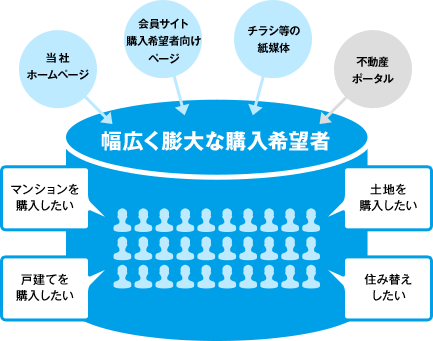 当社
ホームページ
会員サイト
購入希望者向け
ページ
チラシ等の
紙媒体
不動産
ポータル
幅広く膨大な購入希望者
マンションを
購入したい
土地を
購入したい
戸建てを
購入したい
住み替え
したい